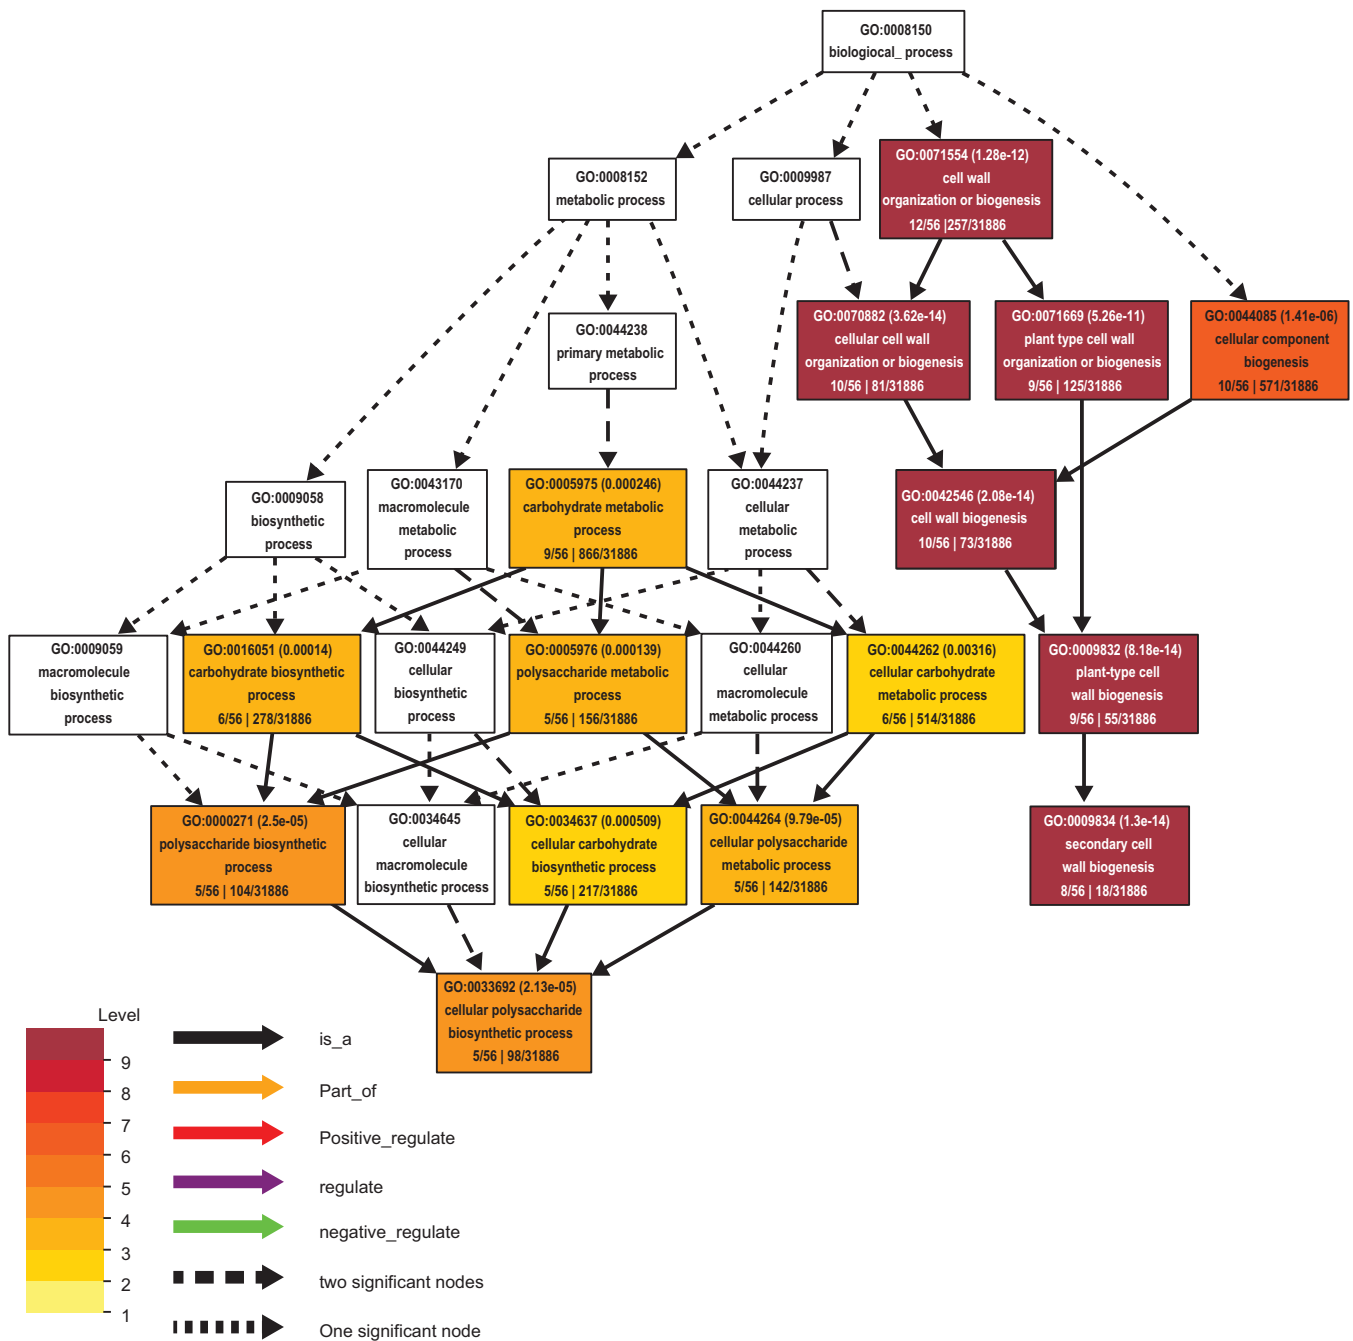 GO:0008150
biologiocal_ process
GO:0008152
metabolic process
GO:0009987
cellular process
GO:0071554 (1.28e-12)
cell wall
organization or biogenesis
12/56 |257/31886
GO:0044238
primary metabolic
process
GO:0070882 (3.62e-14)
cellular cell wall
organization or biogenesis
10/56 | 81/31886
GO:0071669 (5.26e-11)
plant type cell wall
organization or biogenesis
9/56 | 125/31886
GO:0044085 (1.41e-06)
cellular component
biogenesis
10/56 | 571/31886
GO:0009058
biosynthetic
process
GO:0043170
macromolecule
metabolic
process
GO:0005975 (0.000246)
carbohydrate metabolic
process
9/56 | 866/31886
GO:0044237
cellular
metabolic
process
GO:0042546 (2.08e-14)
cell wall biogenesis
10/56 | 73/31886
GO:0009059
macromolecule
biosynthetic
process
GO:0016051 (0.00014)
carbohydrate biosynthetic
process
6/56 | 278/31886
GO:0044249
cellular
biosynthetic
process
GO:0005976 (0.000139)
polysaccharide metabolic
process
5/56 | 156/31886
GO:0044260
cellular
macromolecule
metabolic process
GO:0044262 (0.00316)
cellular carbohydrate
metabolic process
6/56 | 514/31886
GO:0009832 (8.18e-14)
plant-type cell
wall biogenesis
9/56 | 55/31886
GO:0000271 (2.5e-05)
polysaccharide biosynthetic
process
5/56 | 104/31886
GO:0034645
cellular
macromolecule
biosynthetic process
GO:0034637 (0.000509)
cellular carbohydrate
biosynthetic process
5/56 | 217/31886
GO:0044264 (9.79e-05)
cellular polysaccharide
metabolic process
5/56 | 142/31886
GO:0009834 (1.3e-14)
secondary cell
wall biogenesis
8/56 | 18/31886
GO:0033692 (2.13e-05)
cellular polysaccharide
biosynthetic process
5/56 | 98/31886
Level
9
8
7
6
5
4
3
2
1
is_a
Part_of
Positive_regulate
regulate
negative_regulate
two significant nodes
One significant node